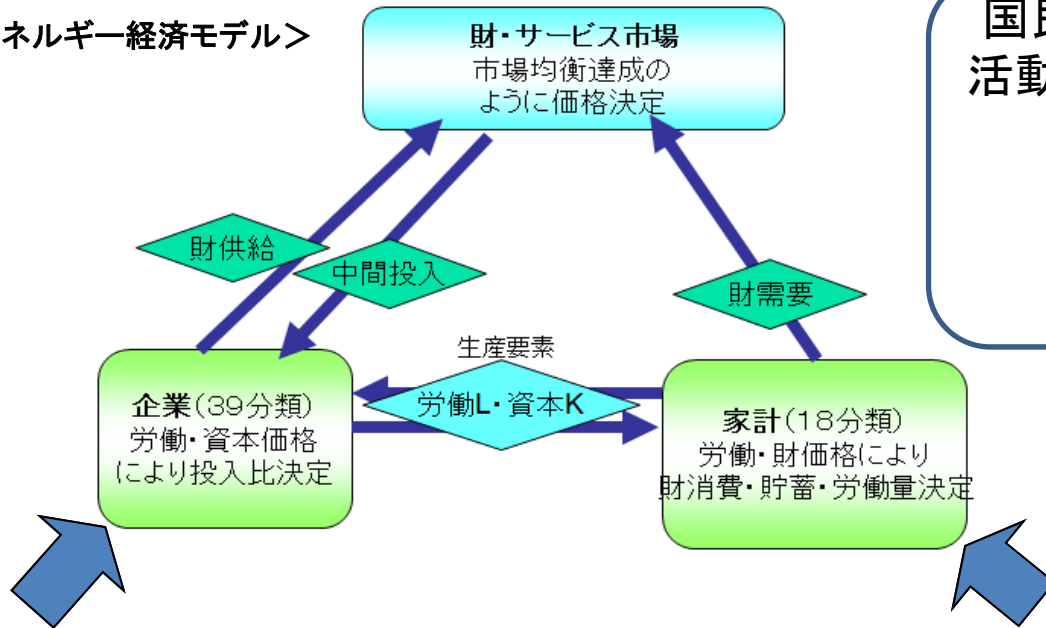 ネルギー経済モデル＞
財・サービス市場
市場均衡達成の
ように価格決定
国民
活動
財供給
中間投入
財需要
生産要素
労働L・資本K
企業(39分類)
労働・資本価格
により投入比決定
家計(18分類)
労働・財価格により
財消費・貯蓄・労働量決定